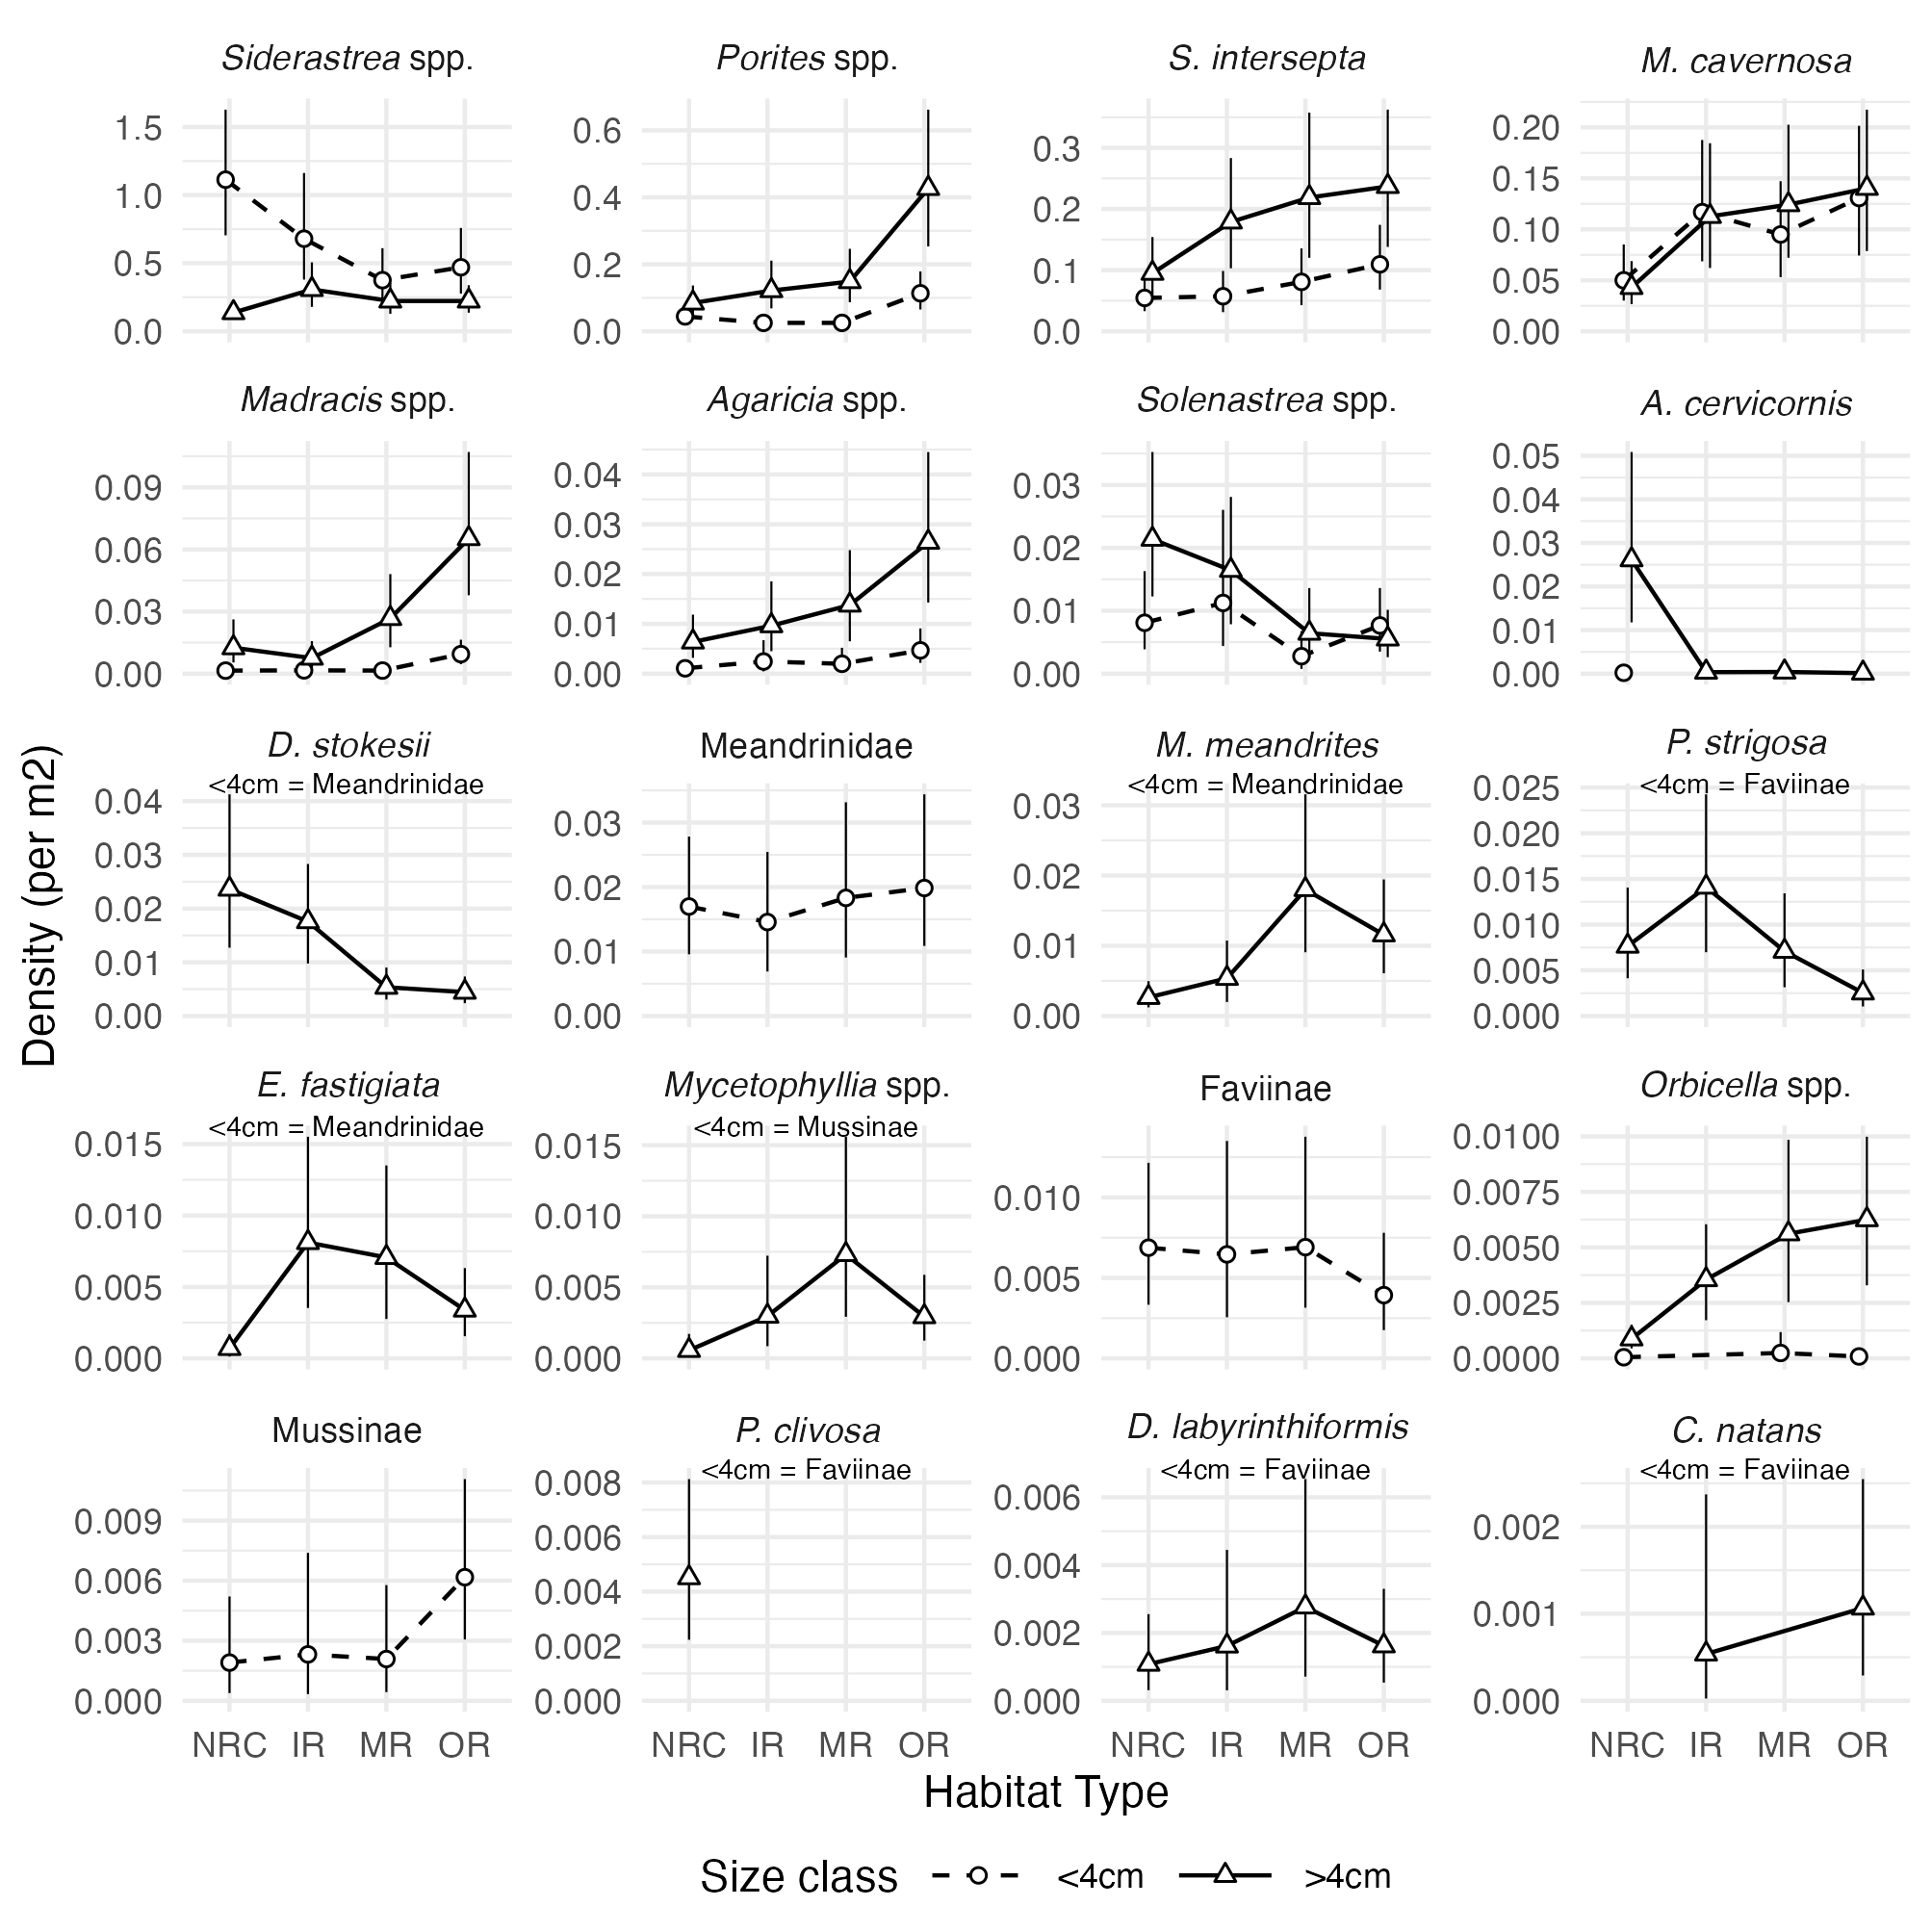 Siderastrea spp.
Porites spp.
S. intersepta
M. cavernosa
1.5
1.0
0.5
0.0
0.6
0.4
0.2
0.0
0.3
0.2
0.1
0.0
0.20
0.15
0.10
0.05
0.00
Madracis spp.
Agaricia spp.
Solenastrea spp.
A. cervicornis
0.09
0.06
0.03
0.00
0.04
0.03
0.02
0.01
0.00
0.03
0.02
0.01
0.00
0.05
0.04
0.03
0.02
0.01
0.00
Density (per m2)
D. stokesii
<4cm = Meandrinidae
Meandrinidae
M. meandrites
<4cm = Meandrinidae
P. strigosa
<4cm = Faviinae
0.04
0.03
0.02
0.01
0.00
0.03
0.02
0.01
0.00
0.03
0.02
0.01
0.00
0.025
0.020
0.015
0.010
0.005
0.000
E. fastigiata
<4cm = Meandrinidae
Mycetophyllia spp.
<4cm = Mussinae
Faviinae
Orbicella spp.
0.015
0.010
0.005
0.000
0.015
0.010
0.005
0.000
0.010
0.005
0.000
0.0100
0.0075
0.0050
0.0025
0.0000
Mussinae
P. clivosa
<4cm = Faviinae
D. labyrinthiformis
<4cm = Faviinae
C. natans
<4cm = Faviinae
0.009
0.006
0.003
0.000
0.008
0.006
0.004
0.002
0.000
0.006
0.004
0.002
0.000
0.002
0.001
0.000
NRC IR MR OR
NRC IR MR OR
NRC IR MR OR
NRC IR MR OR
Habitat Type
Size class <4cm >4cm